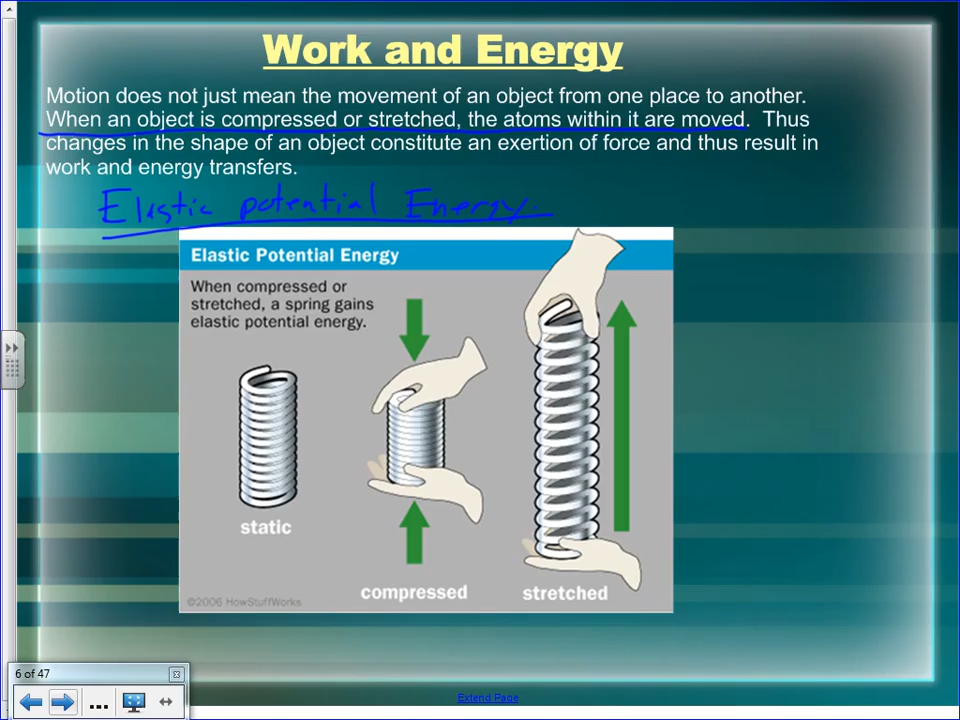 Work and Energy
Motion does not just mean the movement of an object from one place to another.
When an object is compressed or stretched, the atoms within it are moved. Thus
changes in the shape of an object constitute an exertion of force and thus result in
work and energy transfers.
Elastic potential Energy.
Elastic Potential Energy
When compressed or
stretched, a spring gains
elastic potential energy.
static
compressed
stretched
©2006 HowStuffWorks
6 of 47
...
Extend Page